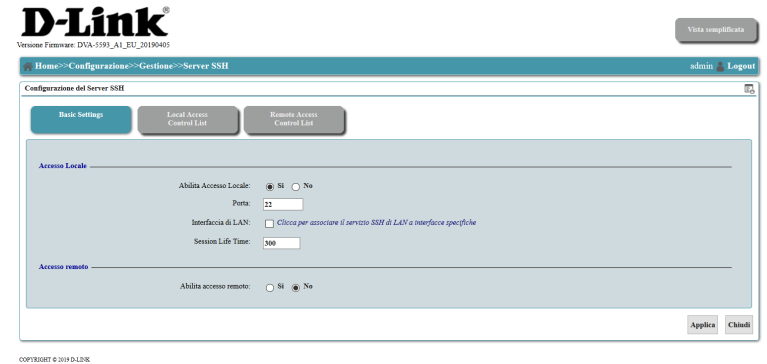 D-Link®
Versione Firmware: DVA-5593_A1_EU_20190405
Vista semplificata
Home>>Configurazione>>Gestione>>Server SSH
admin Logout
Configurazione del Server SSH
Basic Settings
Local Access
Control List
Remote Access
Control List
Accesso Locale
Abilita Accesso Locale: Sì No
Porta: 22
Interfaccia di LAN: Clicca per associare il servizio SSH di LAN a interfacce specifiche
Session Life Time: 300
Accesso remoto
Abilita accesso remoto: Sì No
Applica Chiudi
COPYRIGHT © 2019 D-LINK